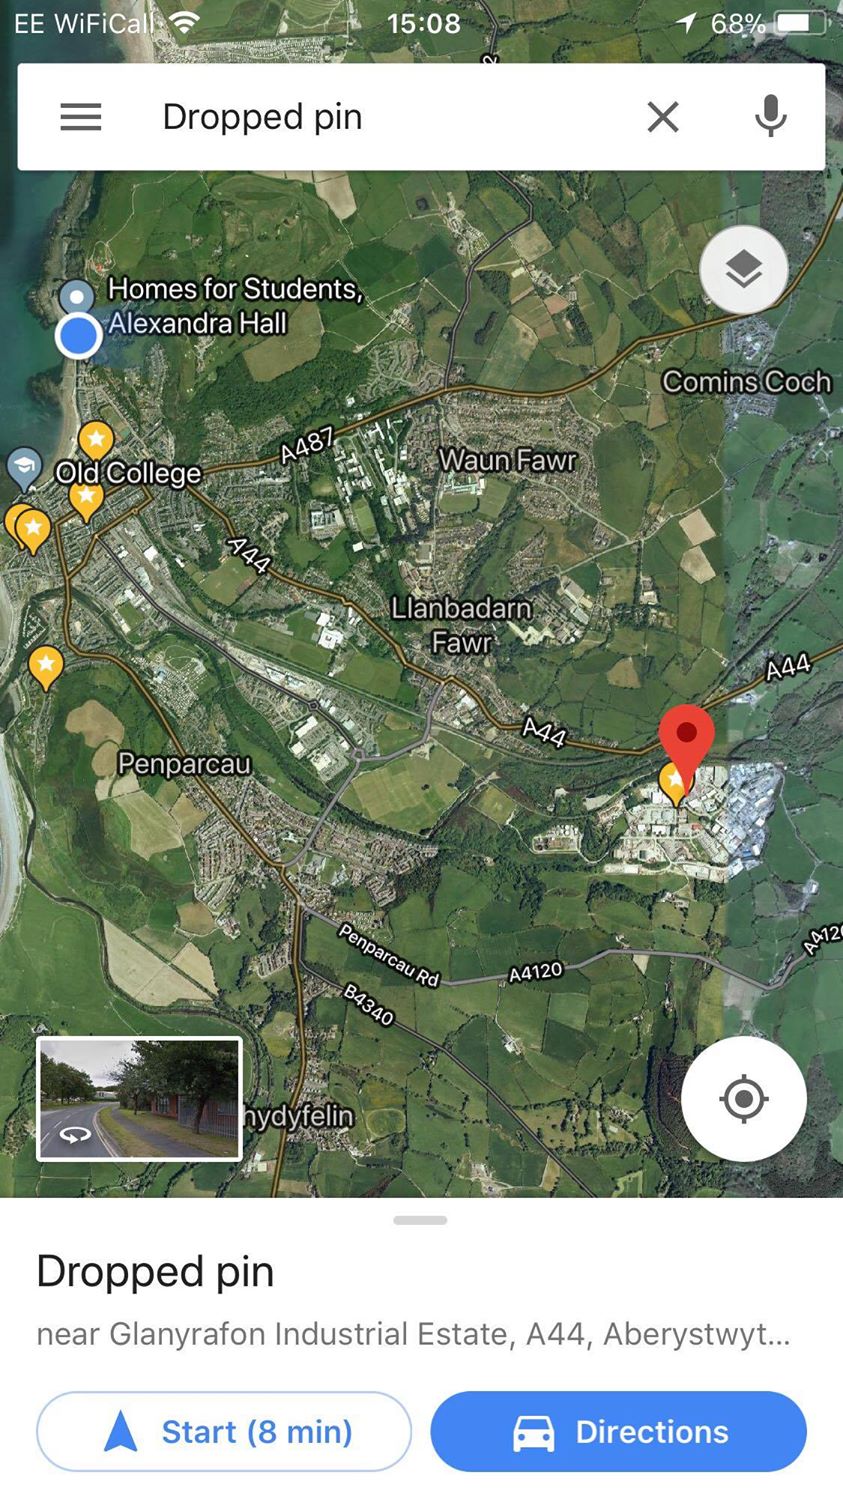 EE WiFiCall 15:08 68%
Dropped pin
Homes for Students,
Alexandra Hall
Comins Coch
A487
Waun Fawr
Old College
A44
Llanbadarn
Fawr
A44
A44
Penparcau
Penparcau Rd
A4120
B4340
hydyfelin
Dropped pin
near Glanyrafon Industrial Estate, A44, Aberystwyt...
Start (8 min)
Directions